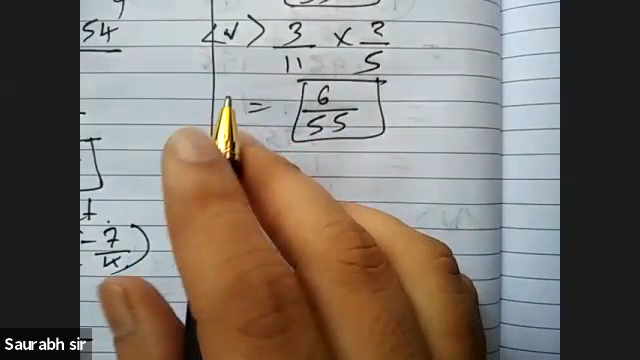 54
<v> 3/11 × 2/5
= 6/55
- 7/4 )
Saurabh sir